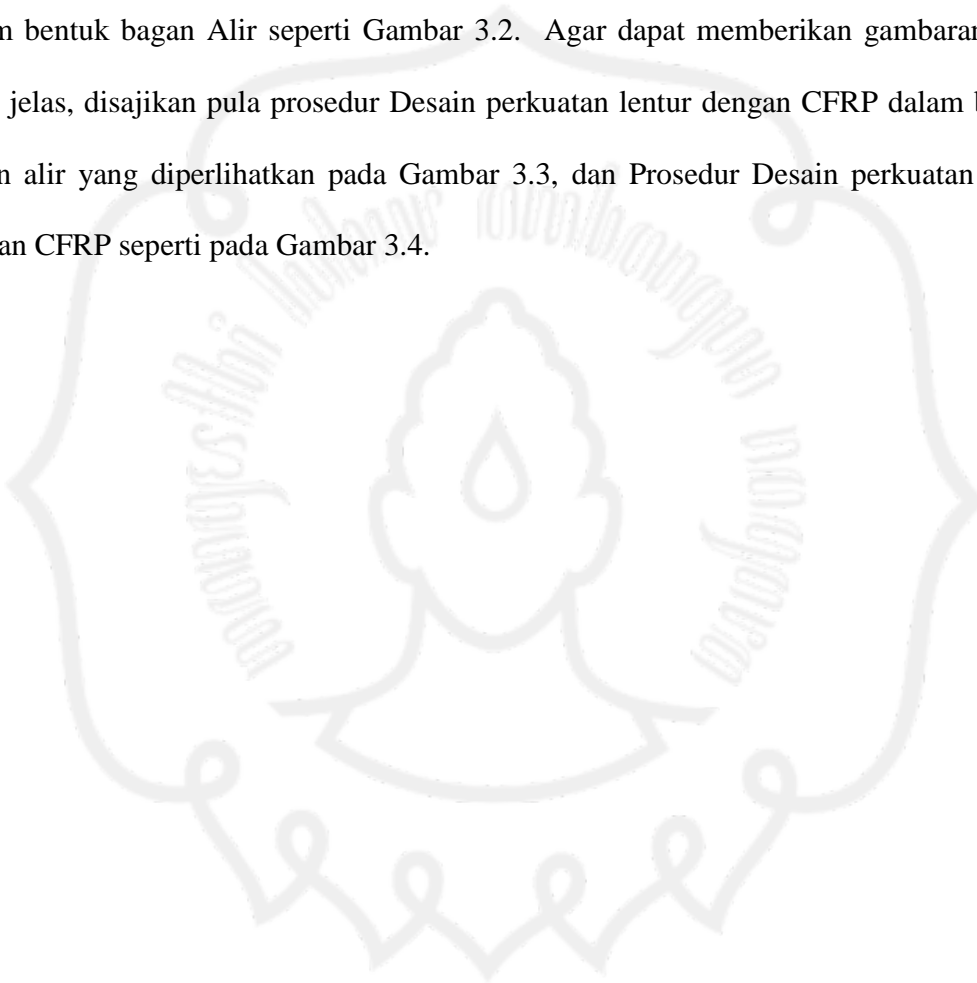 m bentuk bagan Alir seperti Gambar 3.2. Agar dapat memberikan gambaran
jelas, disajikan pula prosedur Desain perkuatan lentur dengan CFRP dalam
n alir yang diperlihatkan pada Gambar 3.3, dan Prosedur Desain perkuatan
an CFRP seperti pada Gambar 3.4.